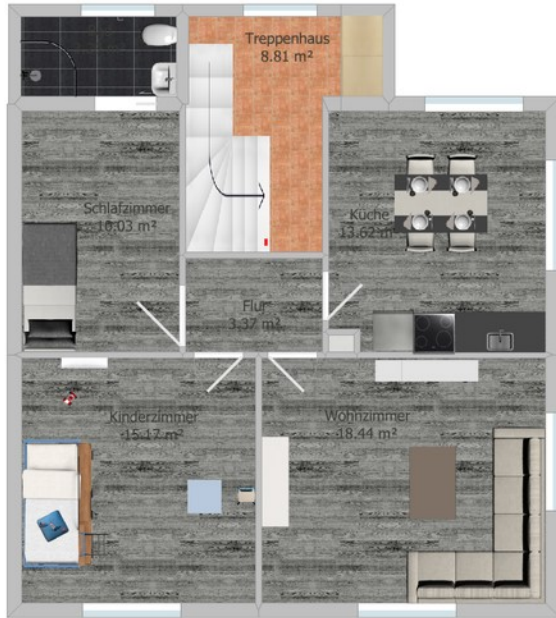 Treppenhaus
8.81 m²
Schlafzimmer
10.03 m²
Küche
13.62 m²
Flur
3.37 m²
Kinderzimmer
15.17 m²
Wohnzimmer
18.44 m²